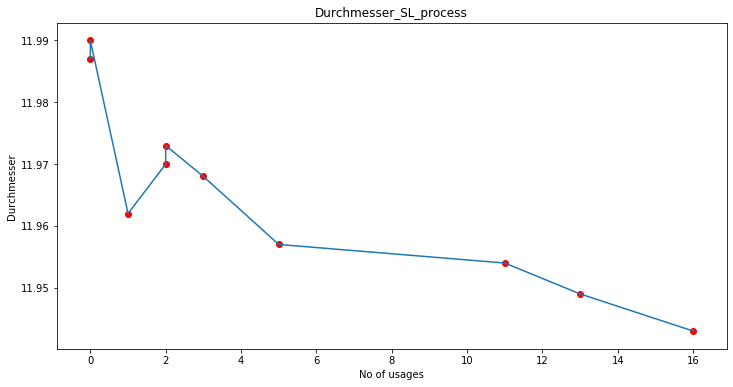 Durchmesser_SL_process
11.99
11.98
11.97
11.96
11.95
Durchmesser
0 2 4 6 8 10 12 14 16
No of usages